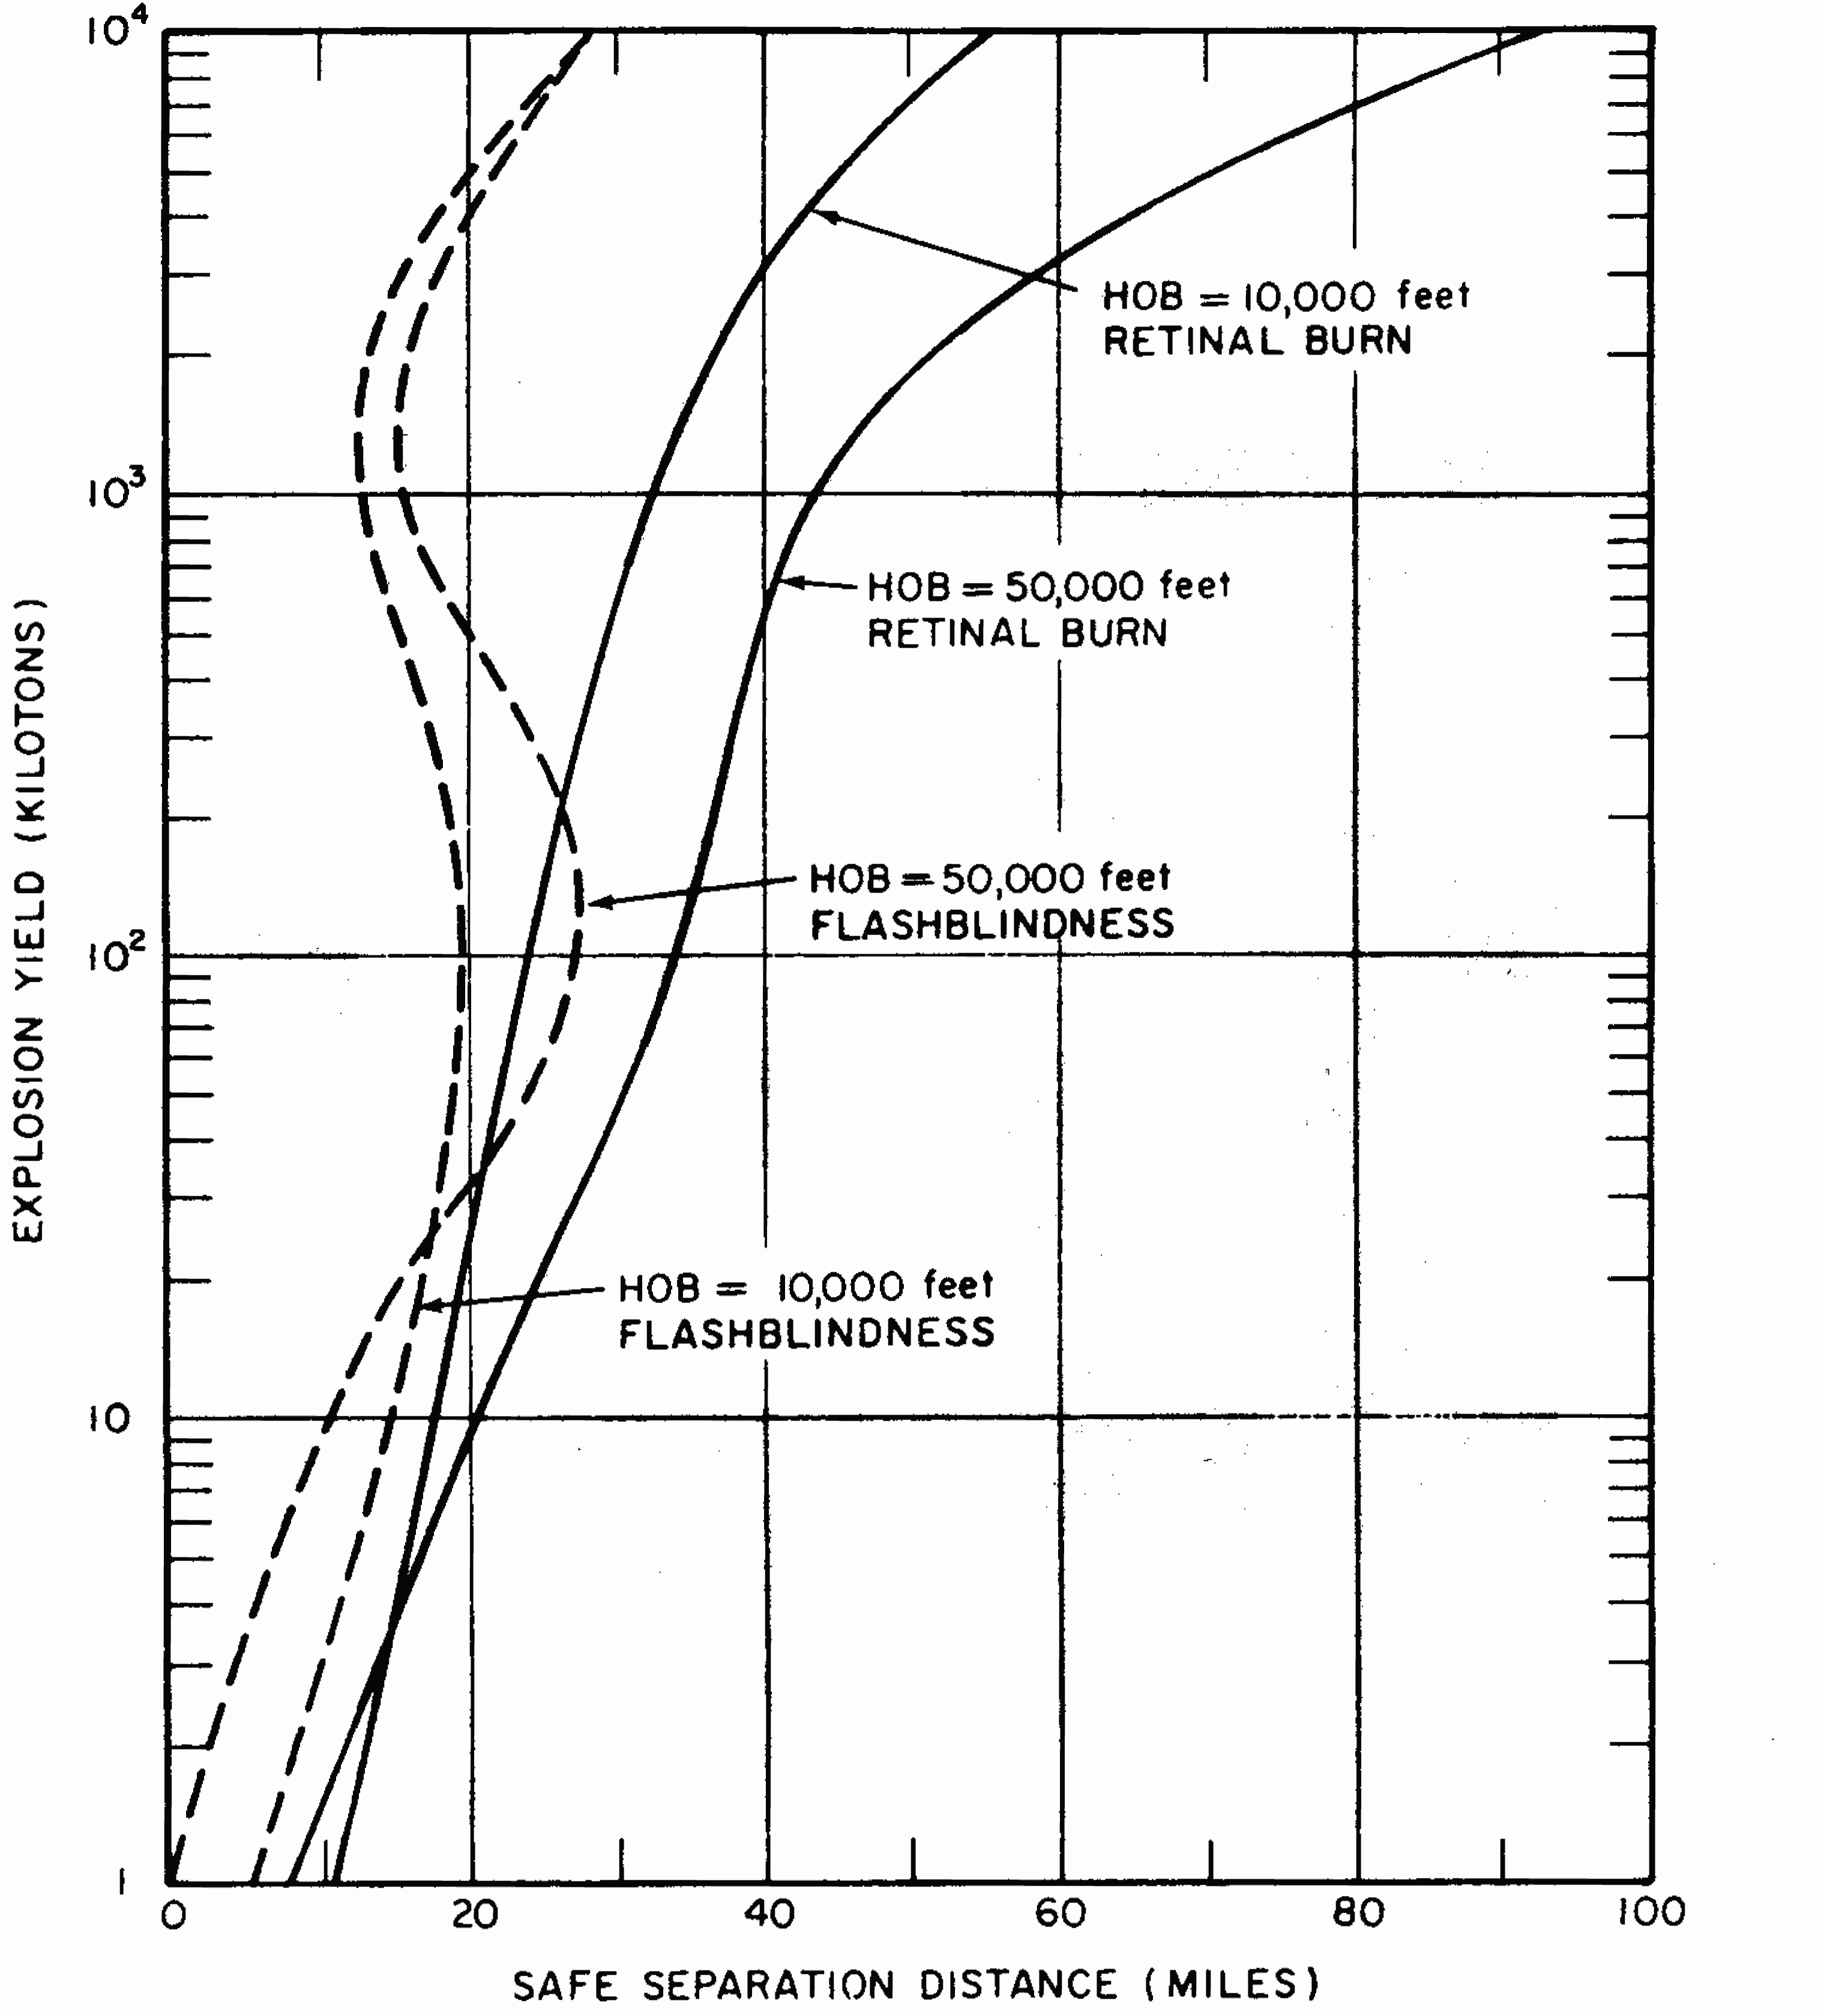 10⁴
HOB = 10,000 feet
RETINAL BURN
10³
HOB = 50,000 feet
RETINAL BURN
EXPLOSION YIELD (KILOTONS)
HOB = 50,000 feet
FLASHBLINDNESS
10²
HOB = 10,000 feet
FLASHBLINDNESS
10
1
0 20 40 60 80 100
SAFE SEPARATION DISTANCE (MILES)